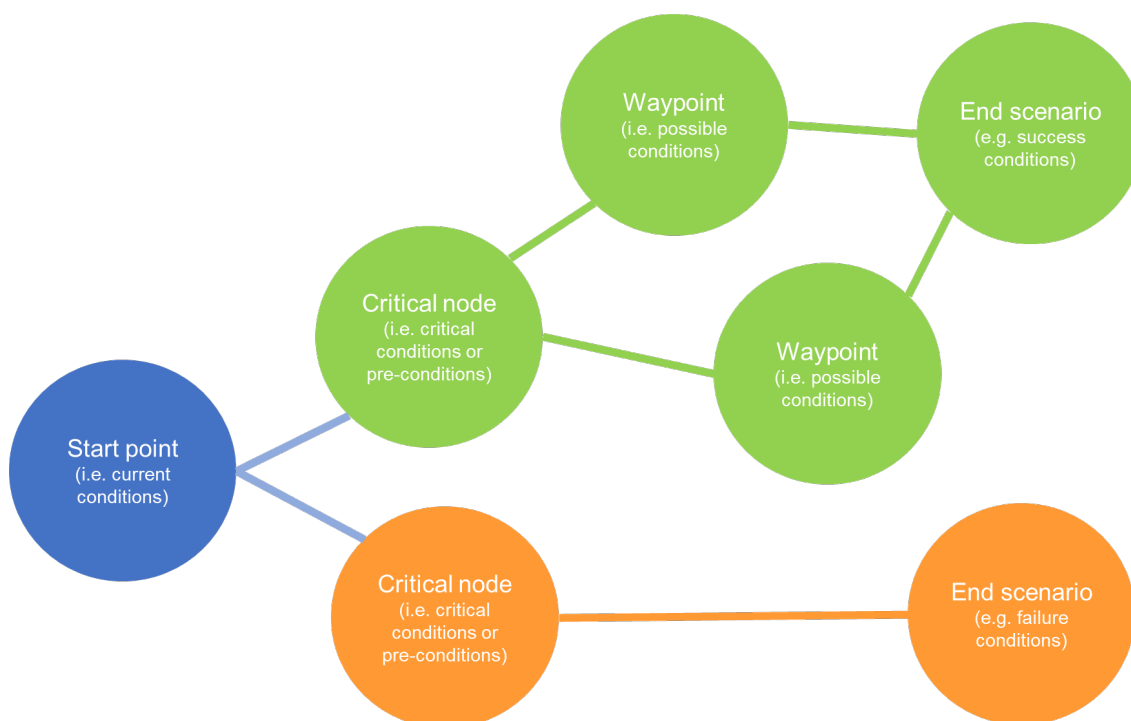 Waypoint
(i.e. possible
conditions)
End scenario
(e.g. success
conditions)
Critical node
(i.e. critical
conditions or
pre-conditions)
Waypoint
(i.e. possible
conditions)
Start point
(i.e. current
conditions)
Critical node
(i.e. critical
conditions or
pre-conditions)
End scenario
(e.g. failure
conditions)